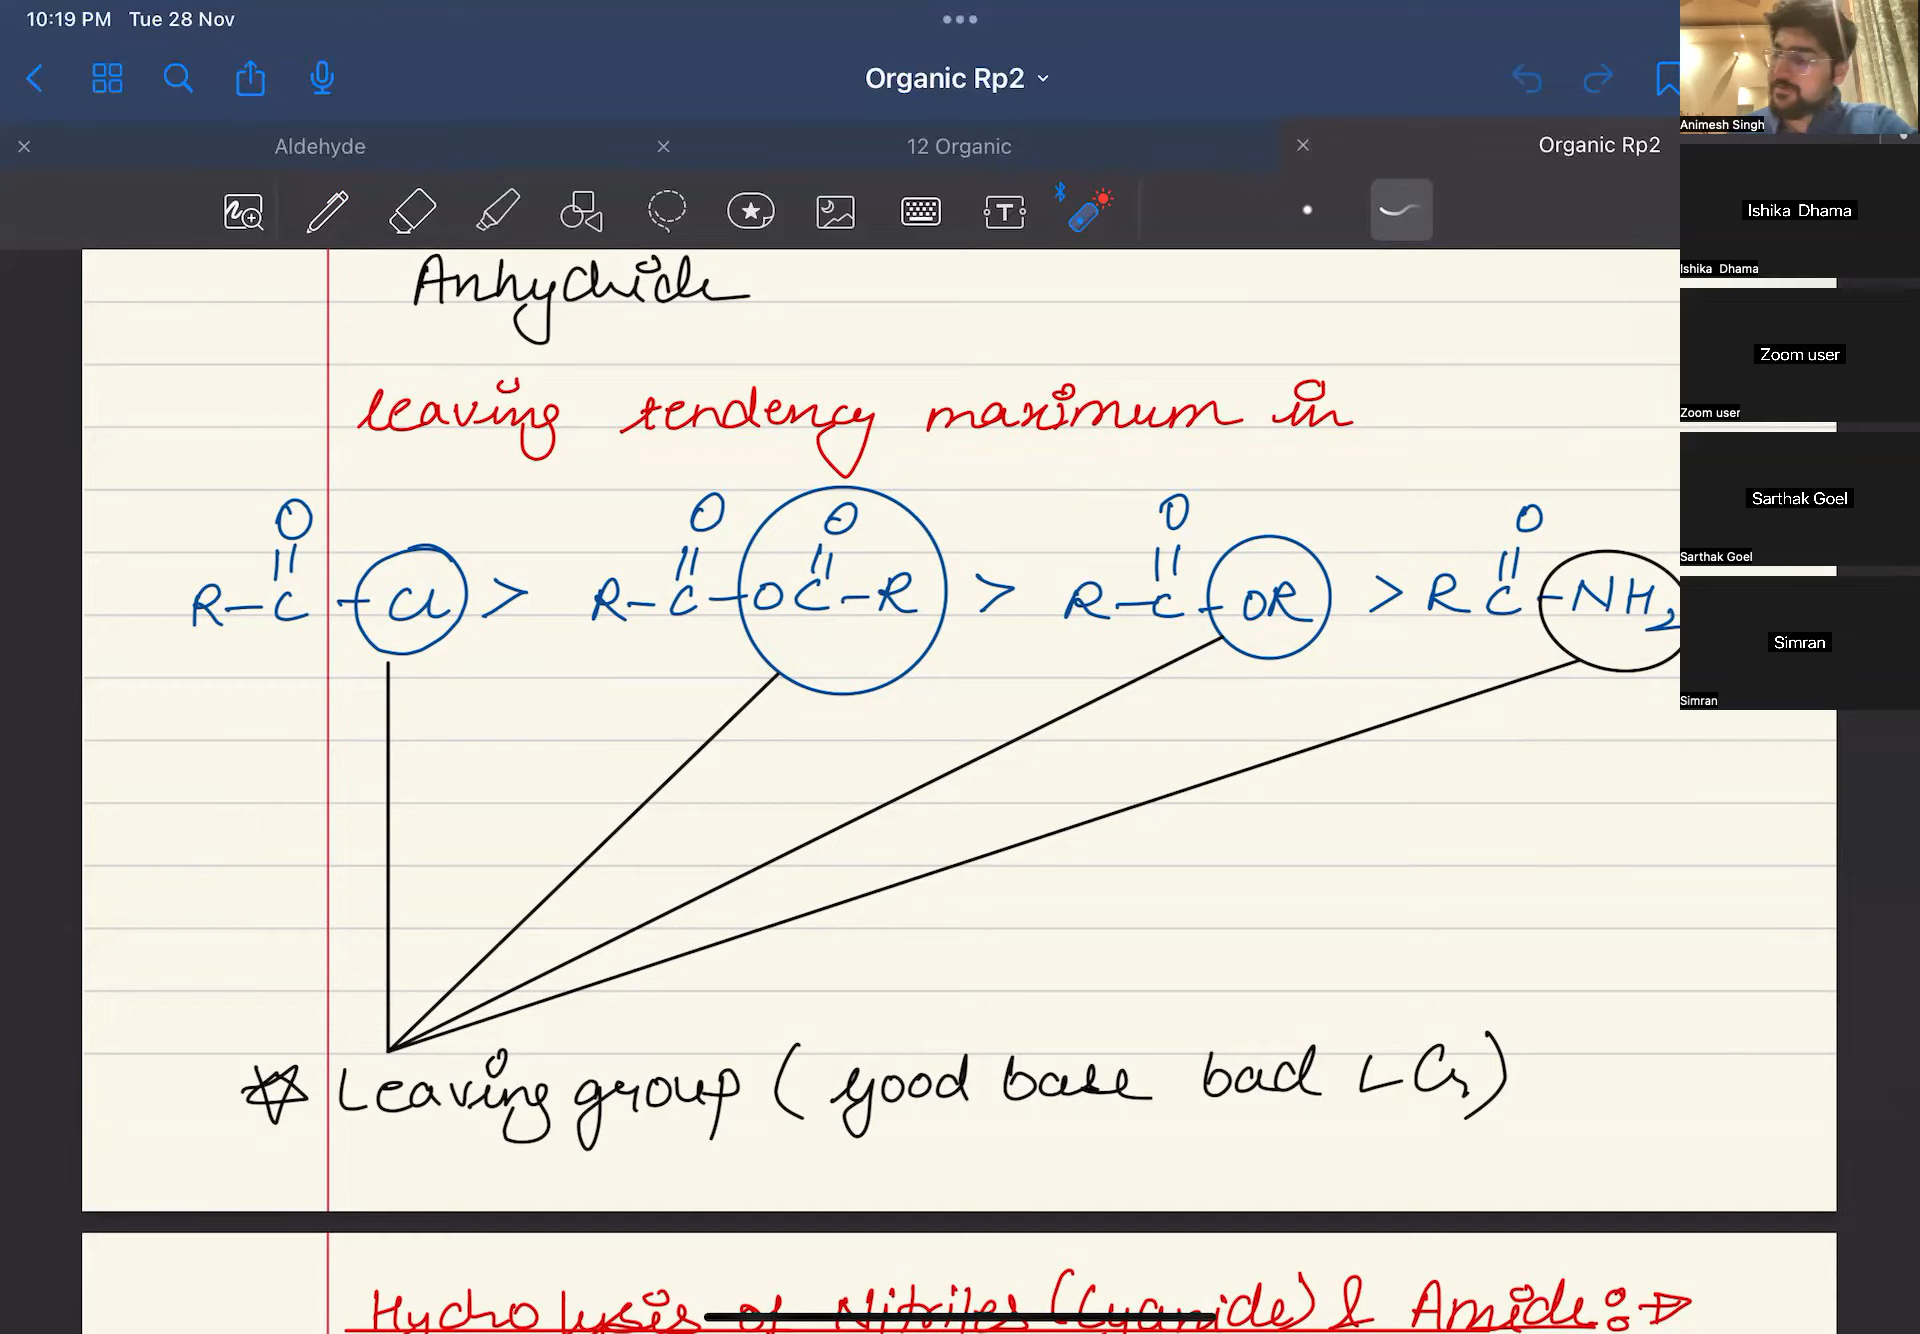 10:19 PM Tue 28 Nov
Organic Rp2
Aldehyde
12 Organic
Organic Rp2
T
Animesh Singh
Ishika Dhama
Ishika Dhama
Zoom user
Zoom user
Sarthak Goel
Sarthak Goel
Simran
Simran
Anhydride
leaving tendency maximum in
O O O O O
R-C-Cl > R-C-OC-R > R-C-OR > R C-NH2
☆ Leaving group ( good base bad LG )
Hydrolysis of Nitriles (Cyanide) & Amide:→